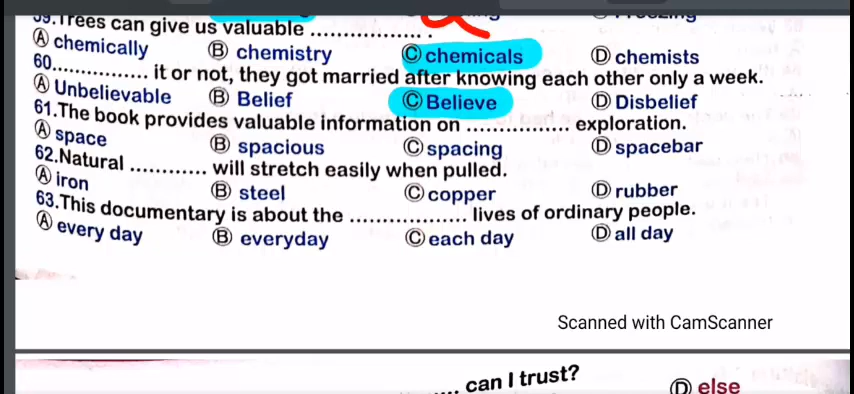 59.Trees can give us valuable .................. .
Ⓐ chemically Ⓑ chemistry Ⓒ chemicals Ⓓ chemists
60............... it or not, they got married after knowing each other only a week.
Ⓐ Unbelievable Ⓑ Belief Ⓒ Believe Ⓓ Disbelief
61.The book provides valuable information on ................ exploration.
Ⓐ space Ⓑ spacious Ⓒ spacing Ⓓ spacebar
62.Natural ............ will stretch easily when pulled.
Ⓐ iron Ⓑ steel Ⓒ copper Ⓓ rubber
63.This documentary is about the .................. lives of ordinary people.
Ⓐ every day Ⓑ everyday Ⓒ each day Ⓓ all day
Scanned with CamScanner
.... can I trust?
Ⓓ else